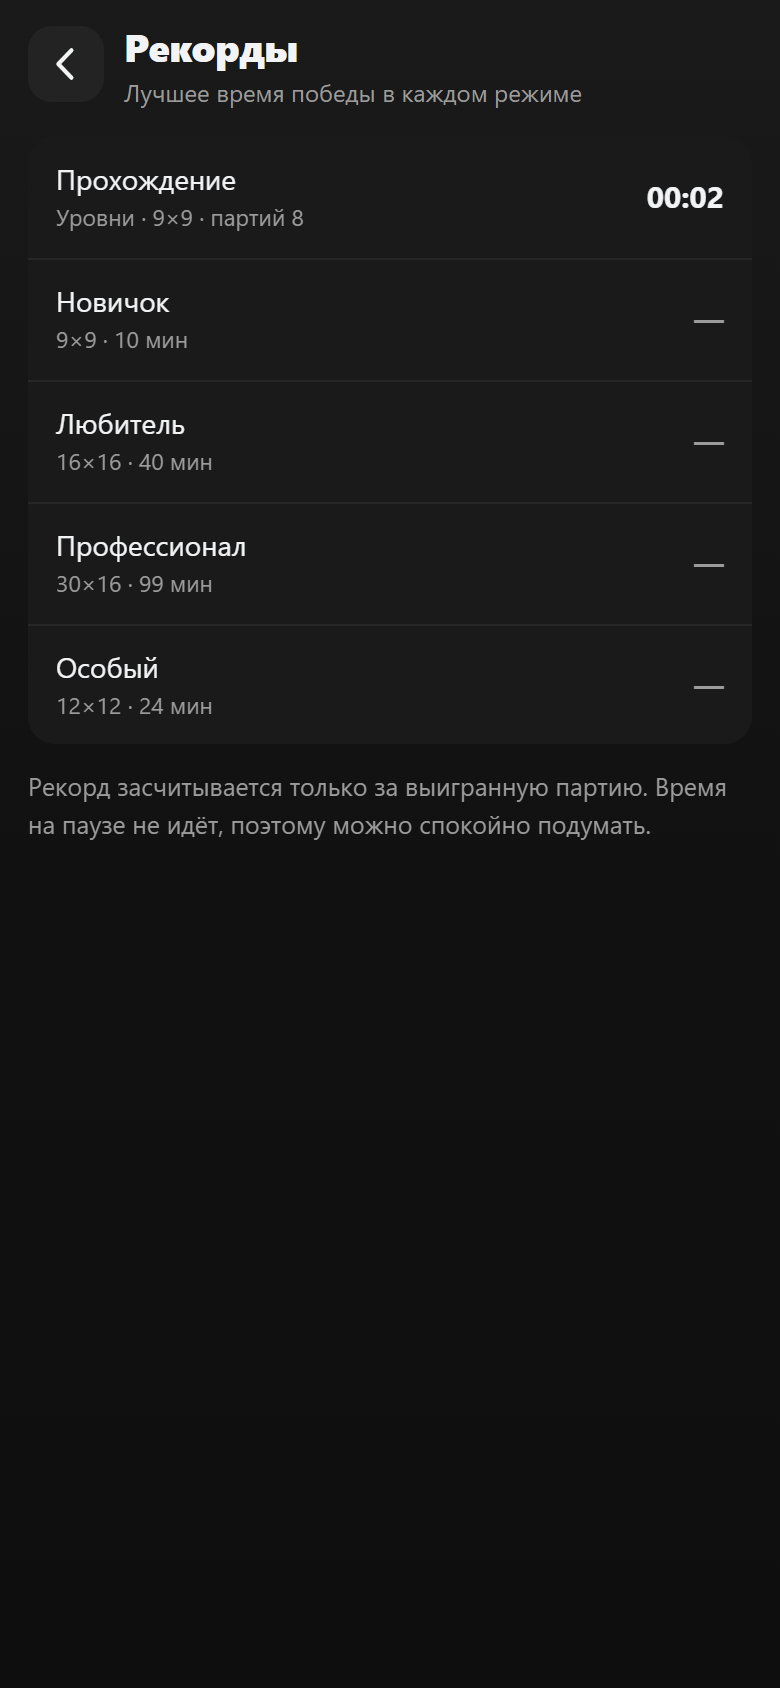 Рекорды
Лучшее время победы в каждом режиме
Прохождение
Уровни · 9×9 · партий 8
00:02
Новичок
9×9 · 10 мин
—
Любитель
16×16 · 40 мин
—
Профессионал
30×16 · 99 мин
—
Особый
12×12 · 24 мин
—
Рекорд засчитывается только за выигранную партию. Время
на паузе не идёт, поэтому можно спокойно подумать.